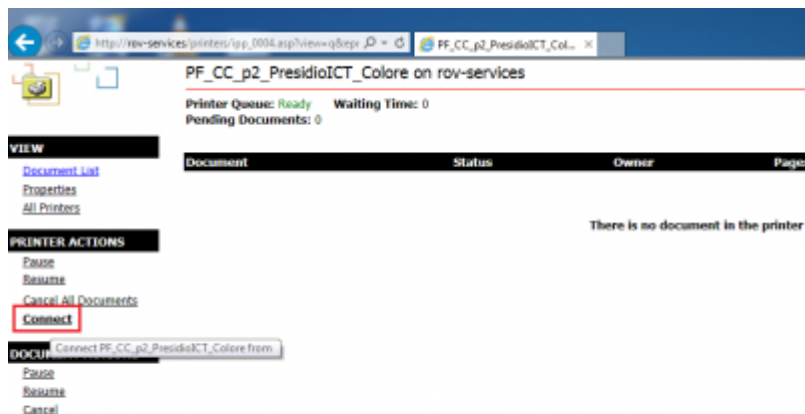 http://rov-services/printers/ipp_0004.asp?view=q&epr
PF_CC_p2_PresidioICT_Col...
PF_CC_p2_PresidioICT_Colore on rov-services
Printer Queue: Ready Waiting Time: 0
Pending Documents: 0
VIEW
Document List
Properties
All Printers
Document Status Owner Page
There is no document in the printer
PRINTER ACTIONS
Pause
Resume
Cancel All Documents
Connect
Connect PF_CC_p2_PresidioICT_Colore from
Pause
Resume
Cancel